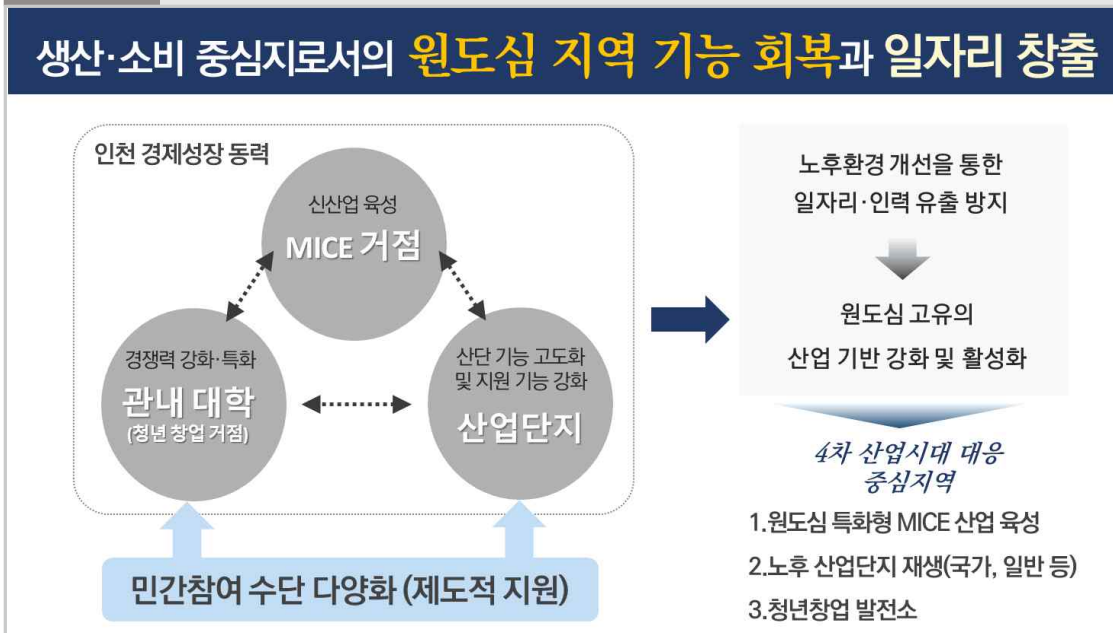 생산·소비 중심지로서의 원도심 지역 기능 회복과 일자리 창출
인천 경제성장 동력
신산업 육성
MICE 거점
경쟁력 강화·특화
관내 대학
(청년 창업 거점)
산단 기능 고도화
및 지원 기능 강화
산업단지
민간참여 수단 다양화 (제도적 지원)
노후환경 개선을 통한
일자리·인력 유출 방지
원도심 고유의
산업 기반 강화 및 활성화
4차 산업시대 대응
중심지역
1.원도심 특화형 MICE 산업 육성
2.노후 산업단지 재생(국가, 일반 등)
3.청년창업 발전소